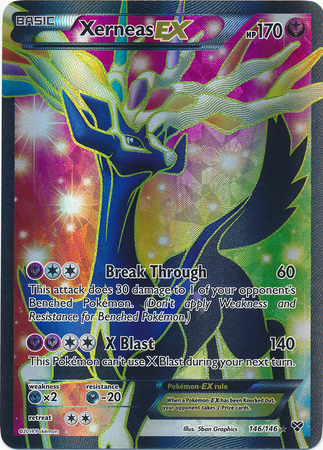 BASIC
Xerneas EX
HP170
Break Through 60
This attack does 30 damage to 1 of your opponent's
Benched Pokémon. (Don't apply Weakness and
Resistance for Benched Pokémon.)
X Blast 140
This Pokémon can't use X Blast during your next turn.
weakness
×2
resistance
-20
retreat
Pokémon-EX rule
When a Pokémon-EX has been Knocked Out,
your opponent takes 2 Prize cards.
©2014 Pokémon
Illus. 5ban Graphics
146/146
XY